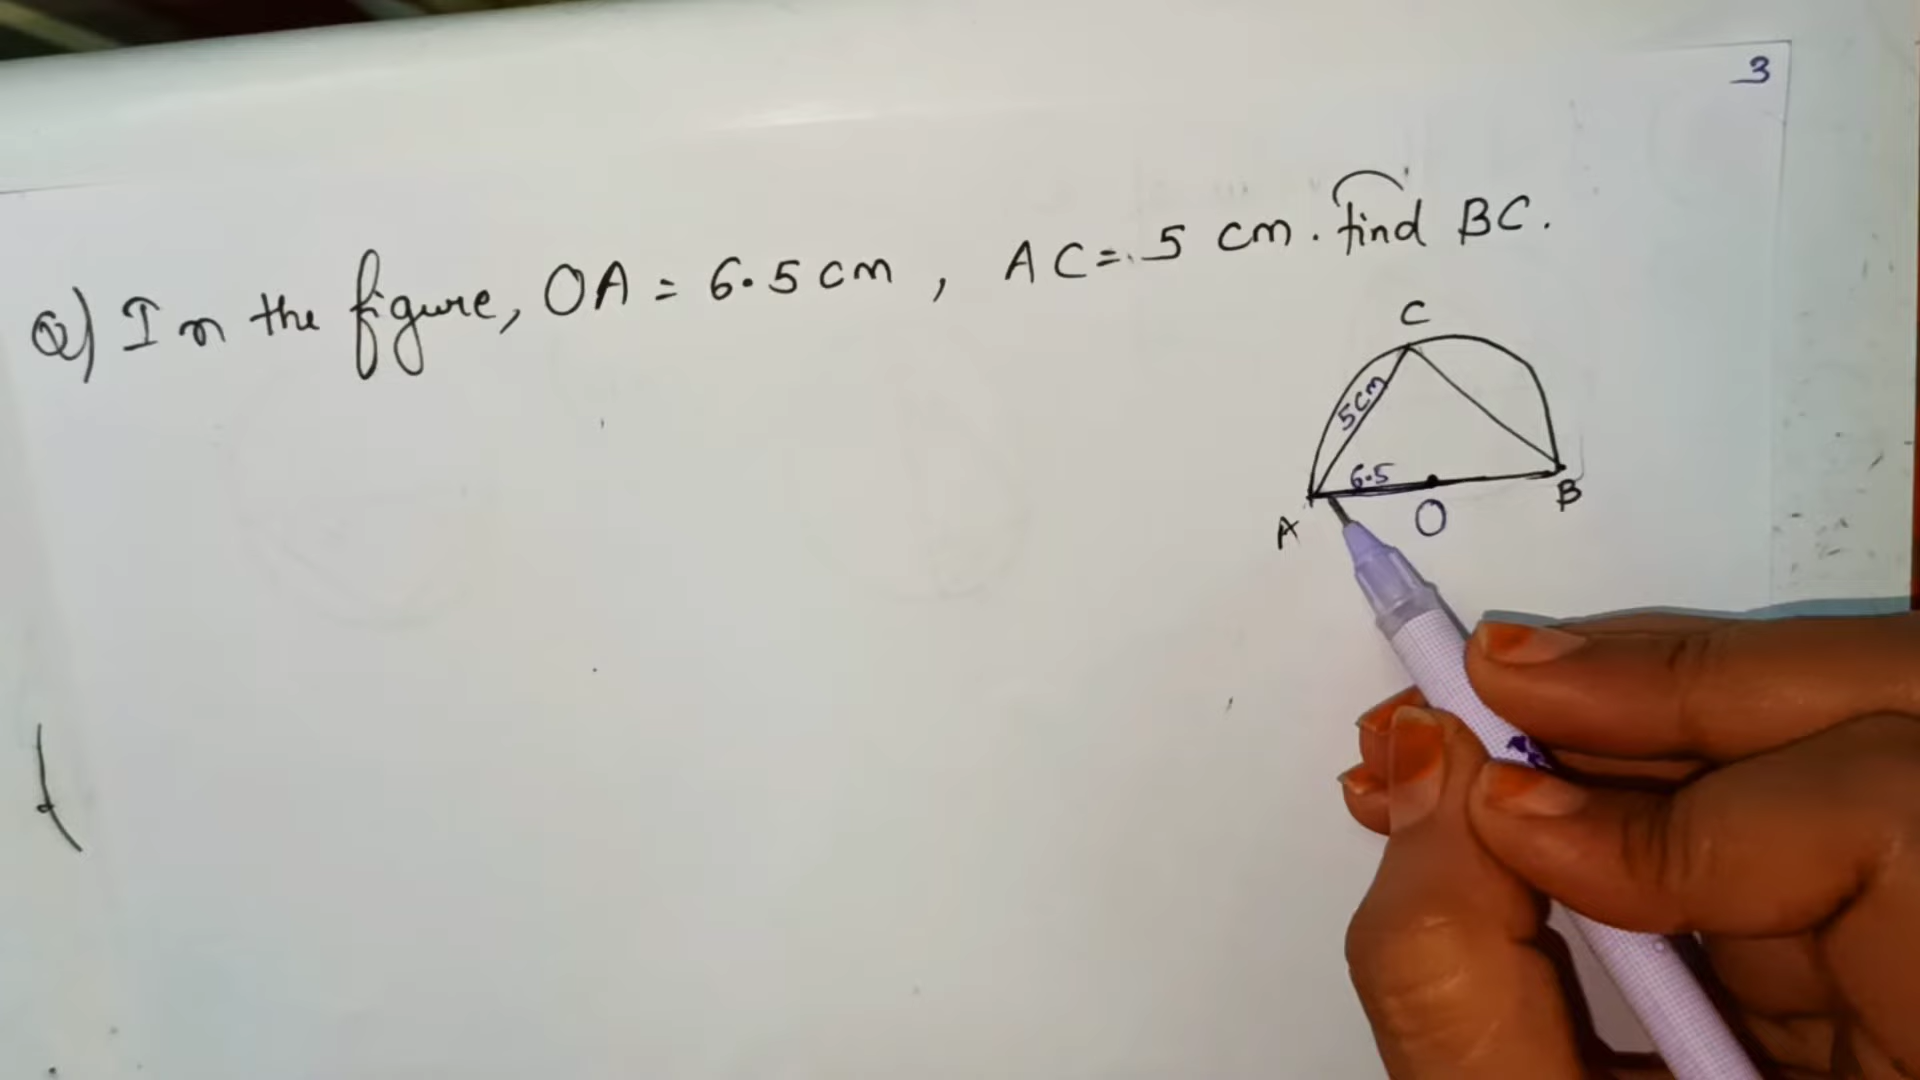 3
Q) In the figure, OA = 6.5 cm, AC = 5 cm. find BC.
C
5cm
6.5
A
O
B